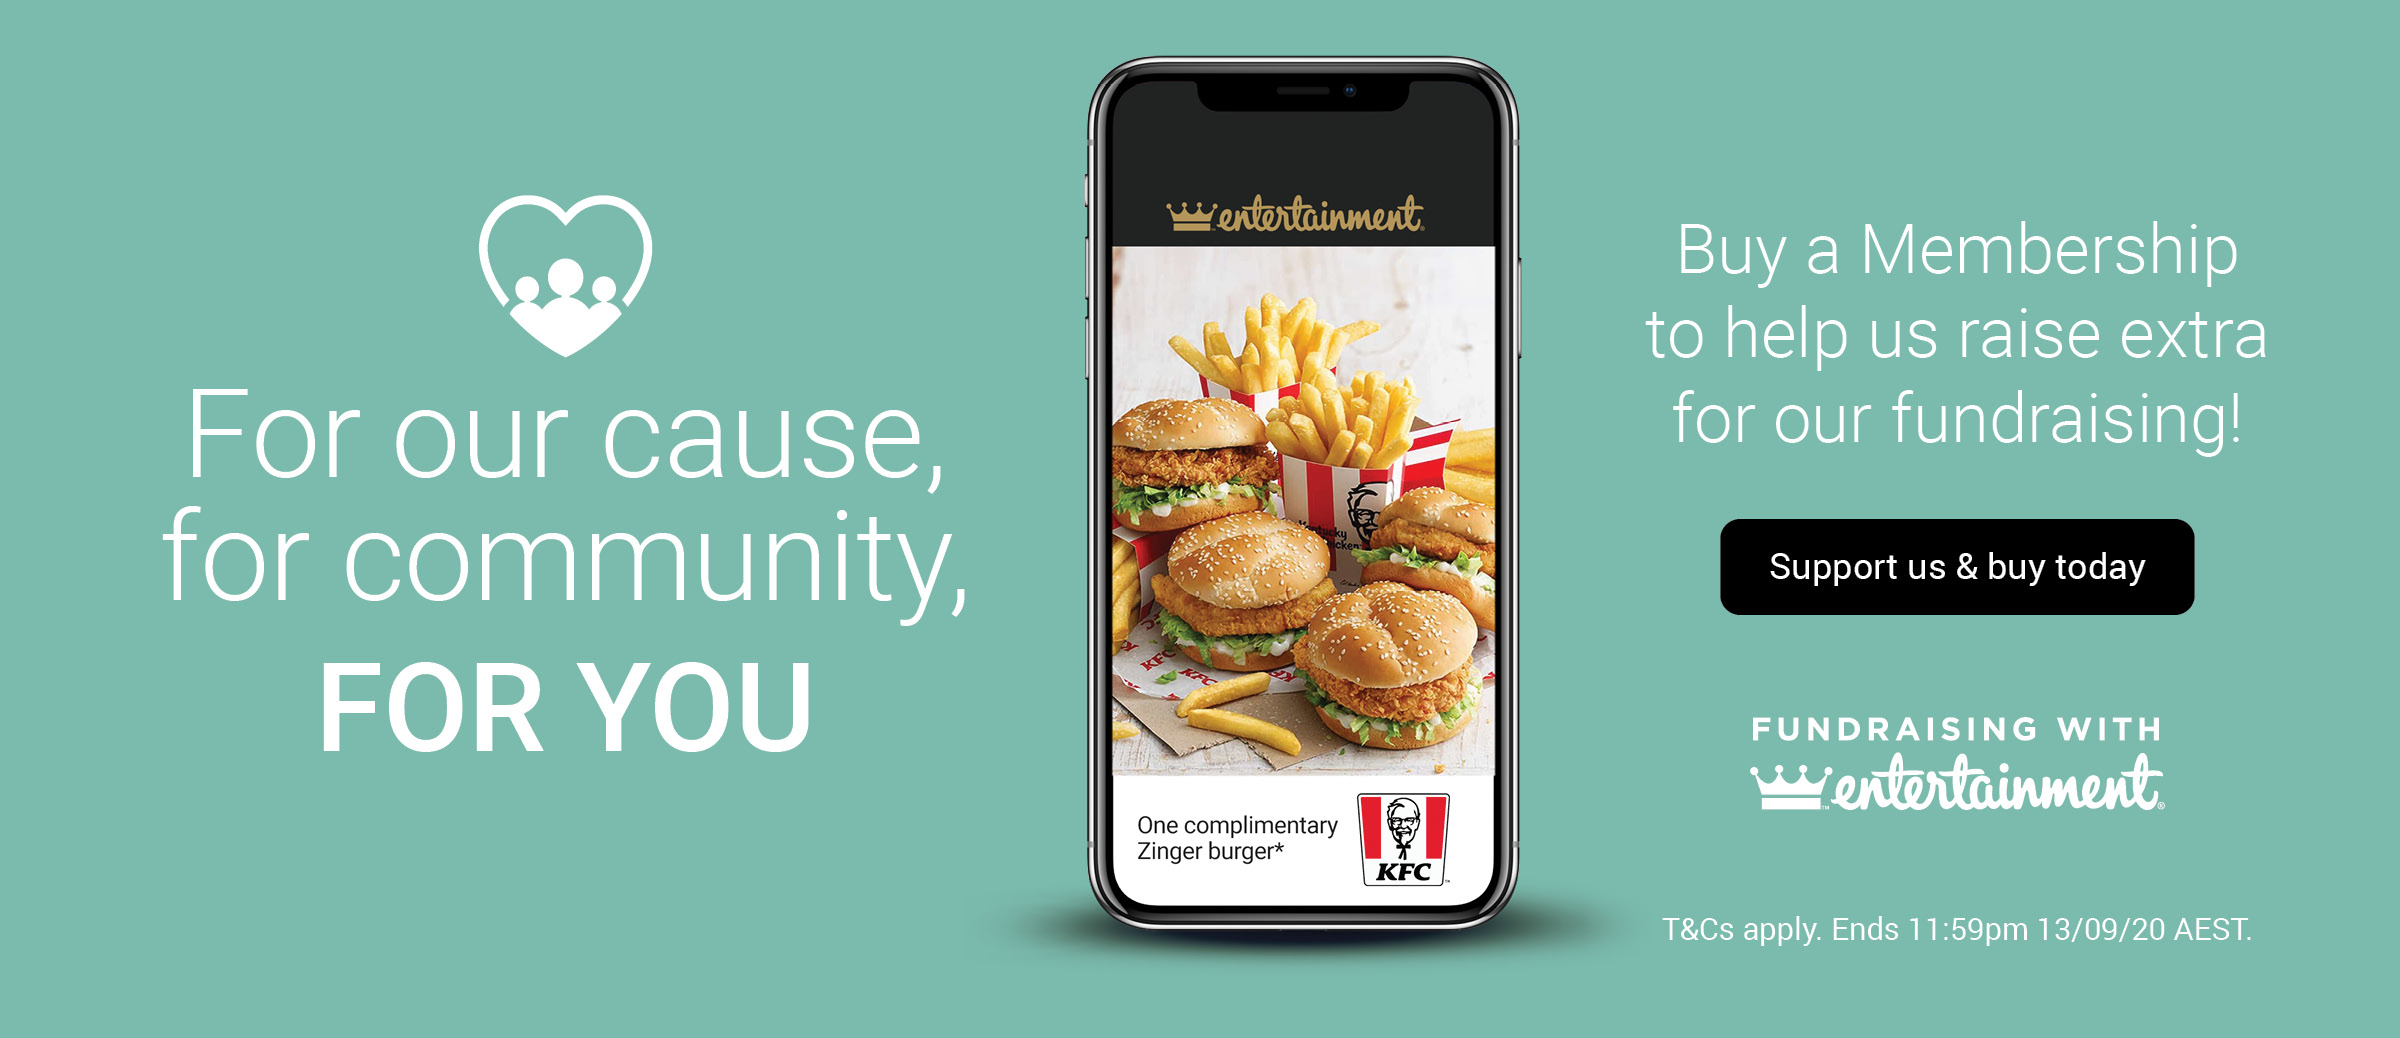 For our cause,
for community,
FOR YOU
entertainment
KFC
KFC
One complimentary
Zinger burger*
KFC
Buy a Membership
to help us raise extra
for our fundraising!
Support us & buy today
FUNDRAISING WITH
entertainment
T&Cs apply. Ends 11:59pm 13/09/20 AEST.